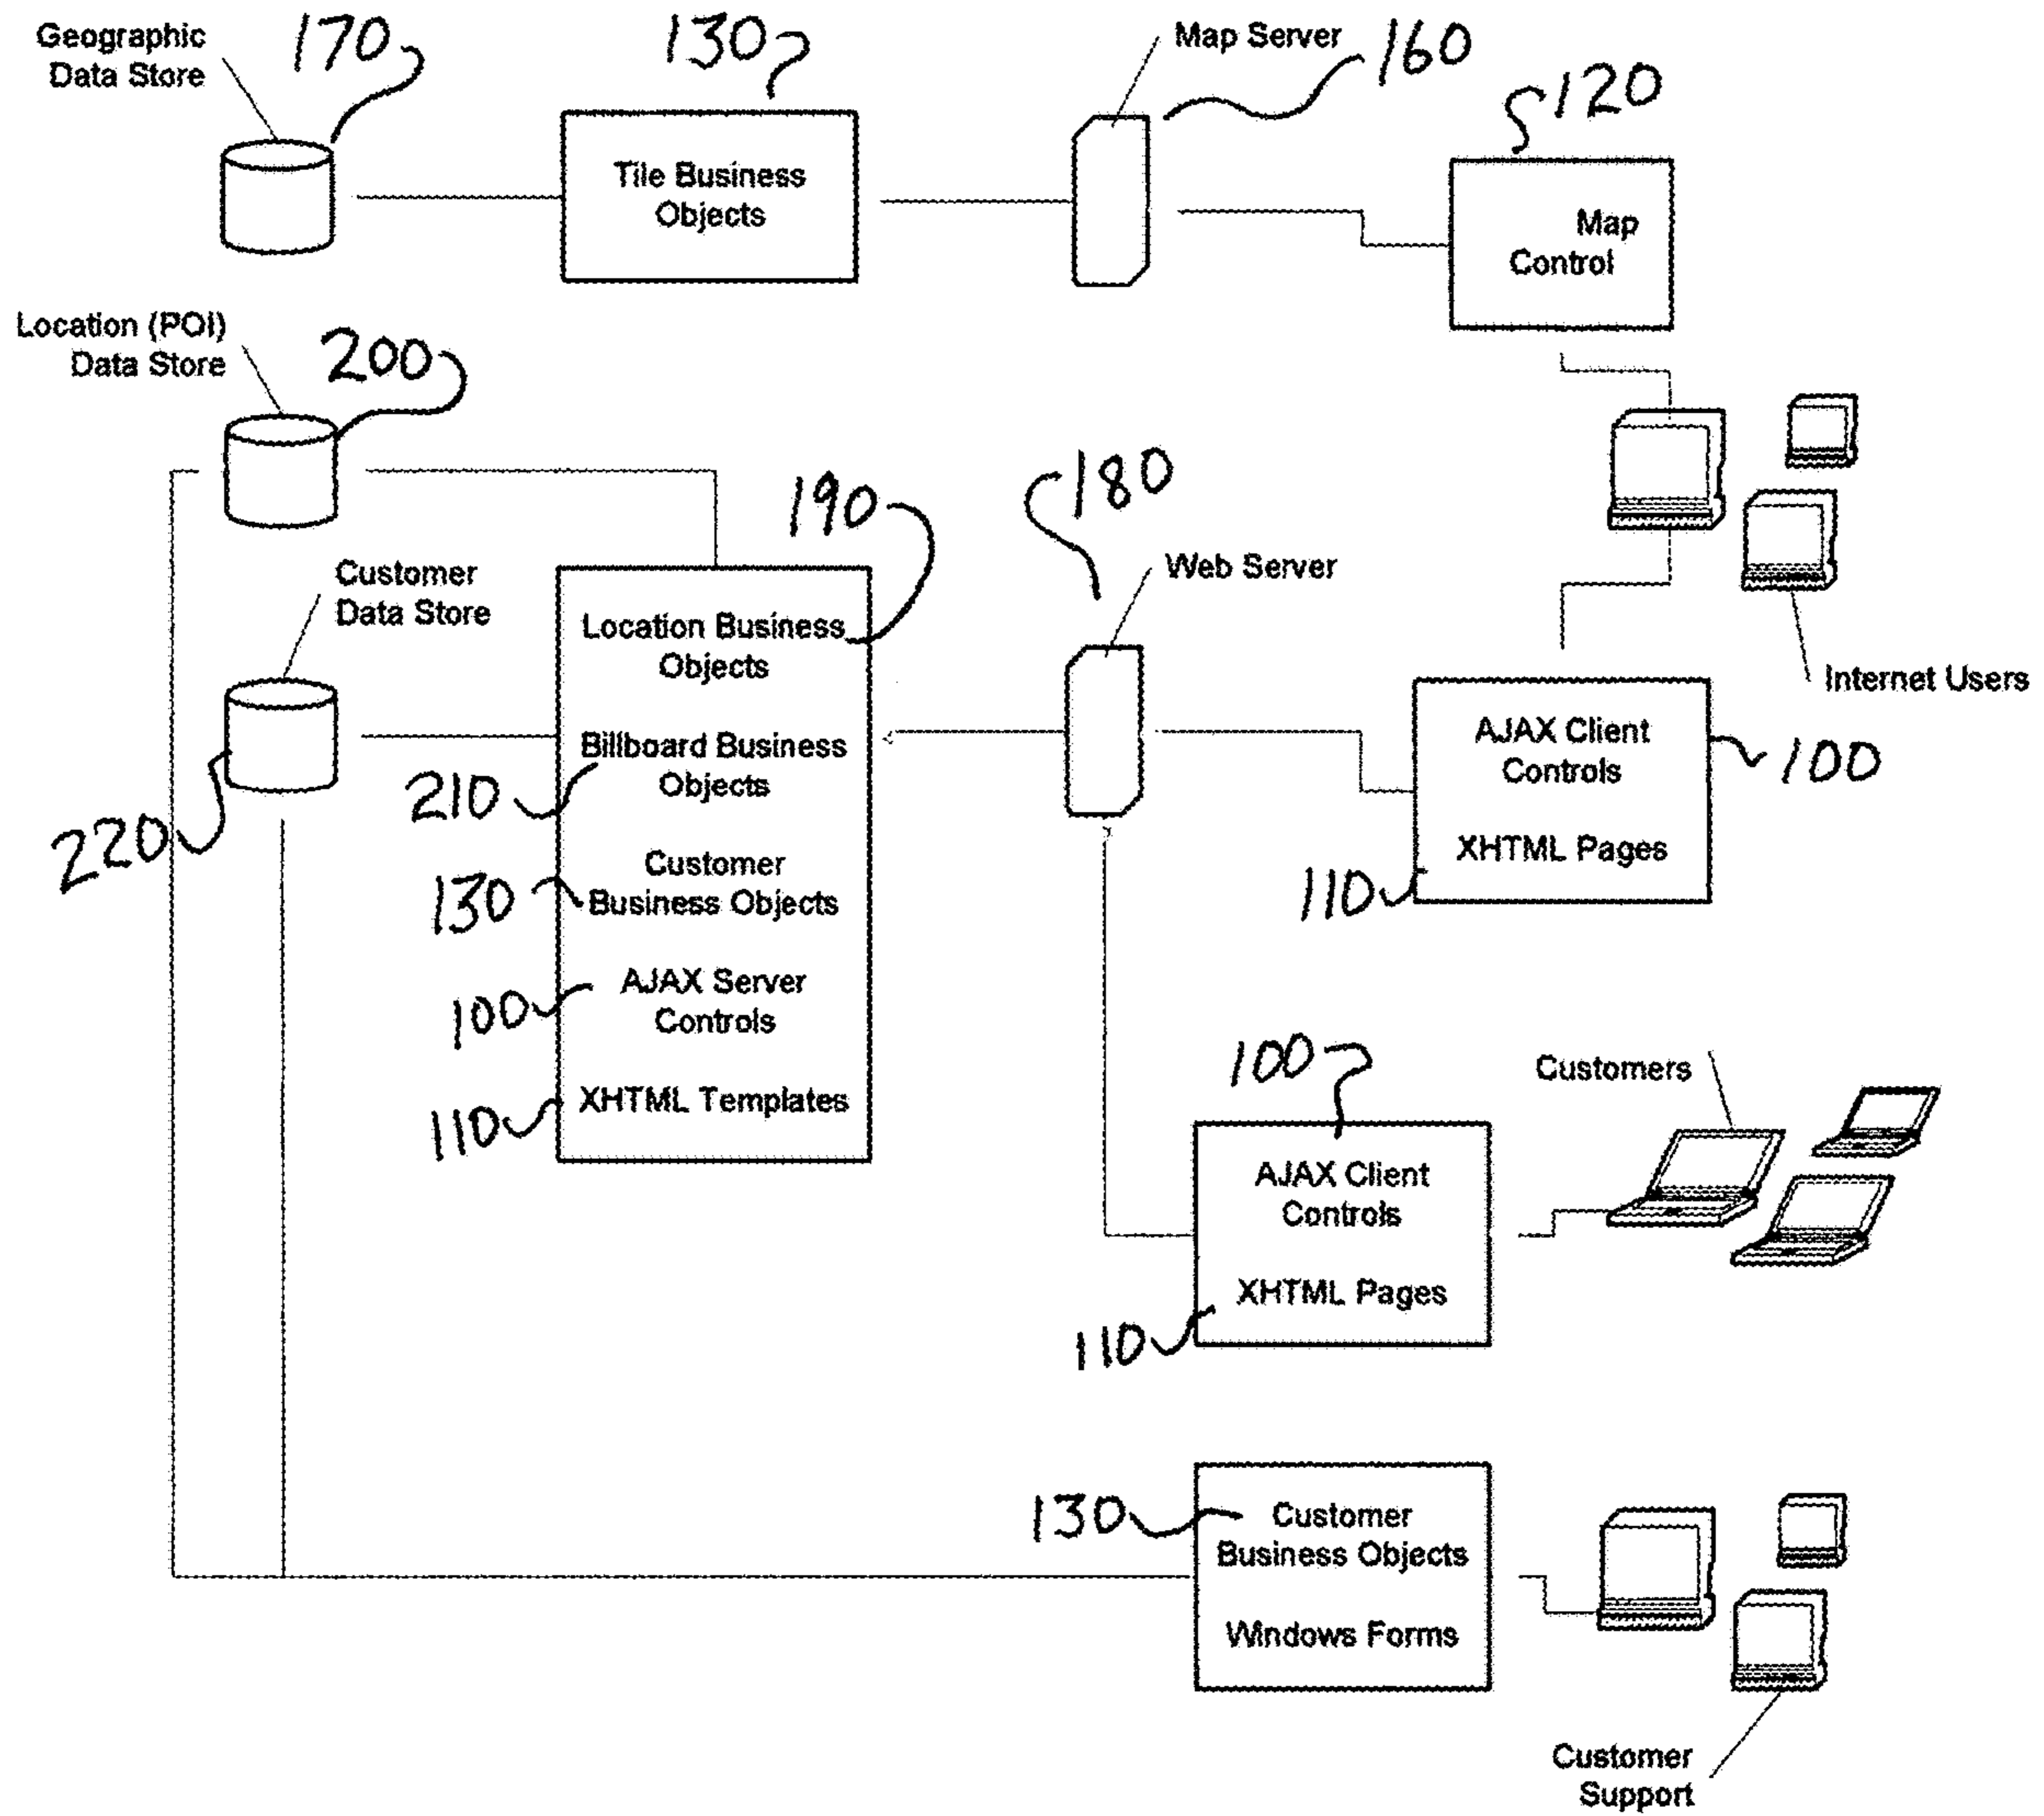 Geographic
Data Store
170
130
Map Server
160
120
Tile Business
Objects
Map
Control
Location (POI)
Data Store
200
190
180
Web Server
Internet Users
Customer
Data Store
Location Business
Objects
Billboard Business
Objects
210
220
Customer
Business Objects
130
AJAX Server
Controls
100
XHTML Templates
110
AJAX Client
Controls
100
XHTML Pages
110
100
Customers
AJAX Client
Controls
XHTML Pages
110
130
Customer
Business Objects
Windows Forms
Customer
Support